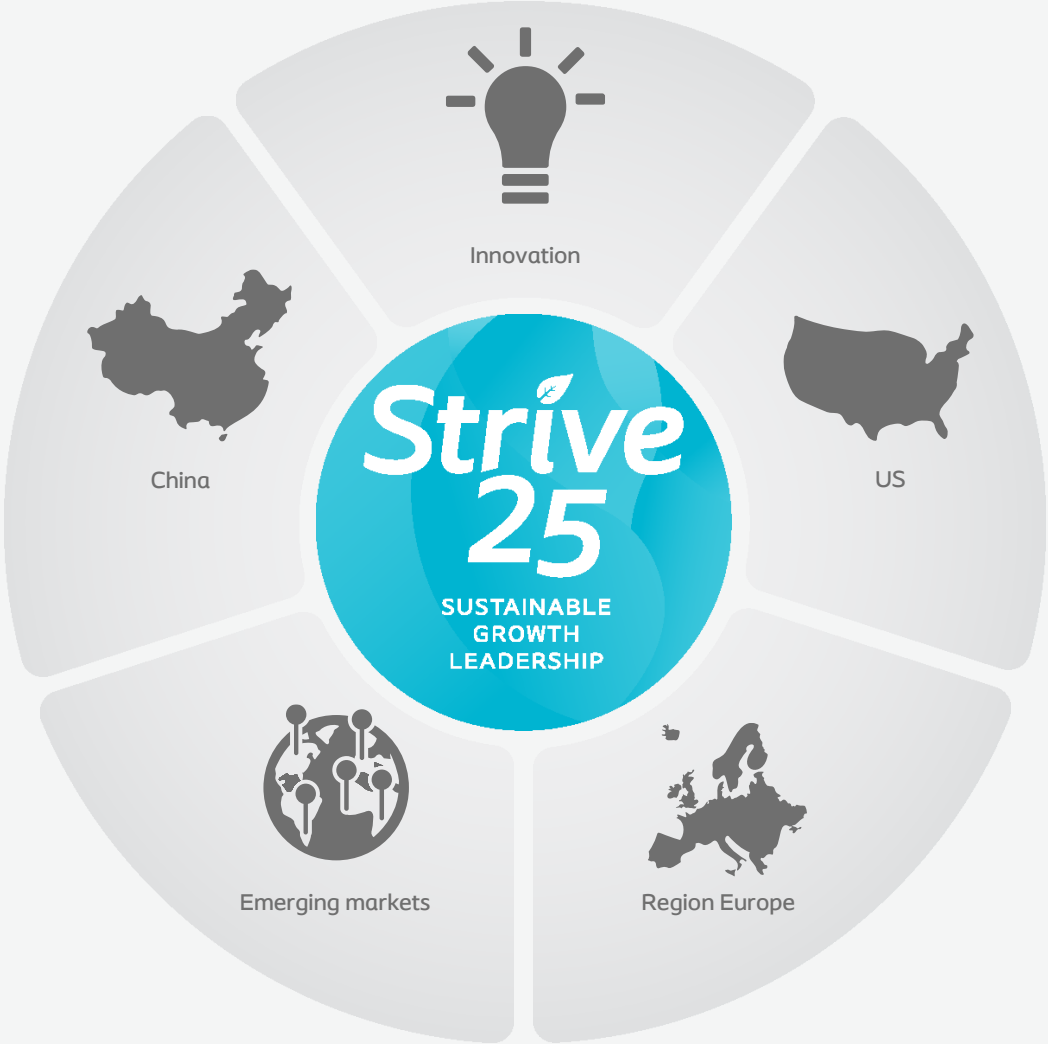 Innovation
China
US
Strive
25
SUSTAINABLE
GROWTH
LEADERSHIP
Emerging markets
Region Europe